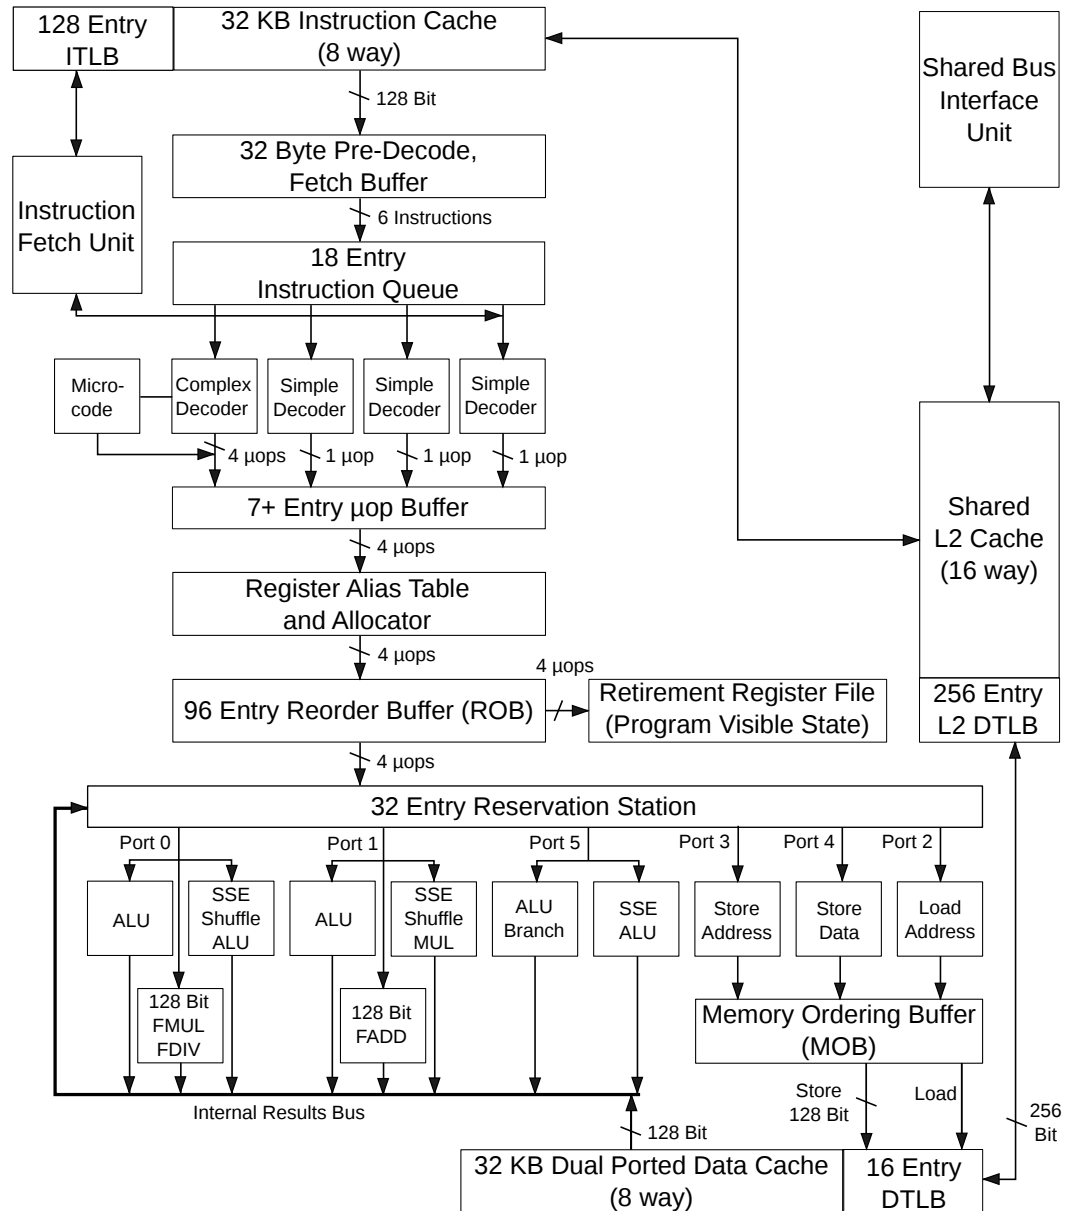 128 Entry
ITLB
32 KB Instruction Cache
(8 way)
Shared Bus
Interface
Unit
128 Bit
32 Byte Pre-Decode,
Fetch Buffer
Instruction
Fetch Unit
6 Instructions
18 Entry
Instruction Queue
Micro-
code
Complex
Decoder
Simple
Decoder
Simple
Decoder
Simple
Decoder
4 µops
1 µop
1 µop
1 µop
7+ Entry µop Buffer
Shared
L2 Cache
(16 way)
4 µops
Register Alias Table
and Allocator
4 µops
4 µops
96 Entry Reorder Buffer (ROB)
Retirement Register File
(Program Visible State)
256 Entry
L2 DTLB
4 µops
32 Entry Reservation Station
Port 0
Port 1
Port 5
Port 3
Port 4
Port 2
ALU
SSE
Shuffle
ALU
ALU
SSE
Shuffle
MUL
ALU
Branch
SSE
ALU
Store
Address
Store
Data
Load
Address
128 Bit
FMUL
FDIV
128 Bit
FADD
Memory Ordering Buffer
(MOB)
Internal Results Bus
Store
128 Bit
Load
256
Bit
128 Bit
32 KB Dual Ported Data Cache
(8 way)
16 Entry
DTLB